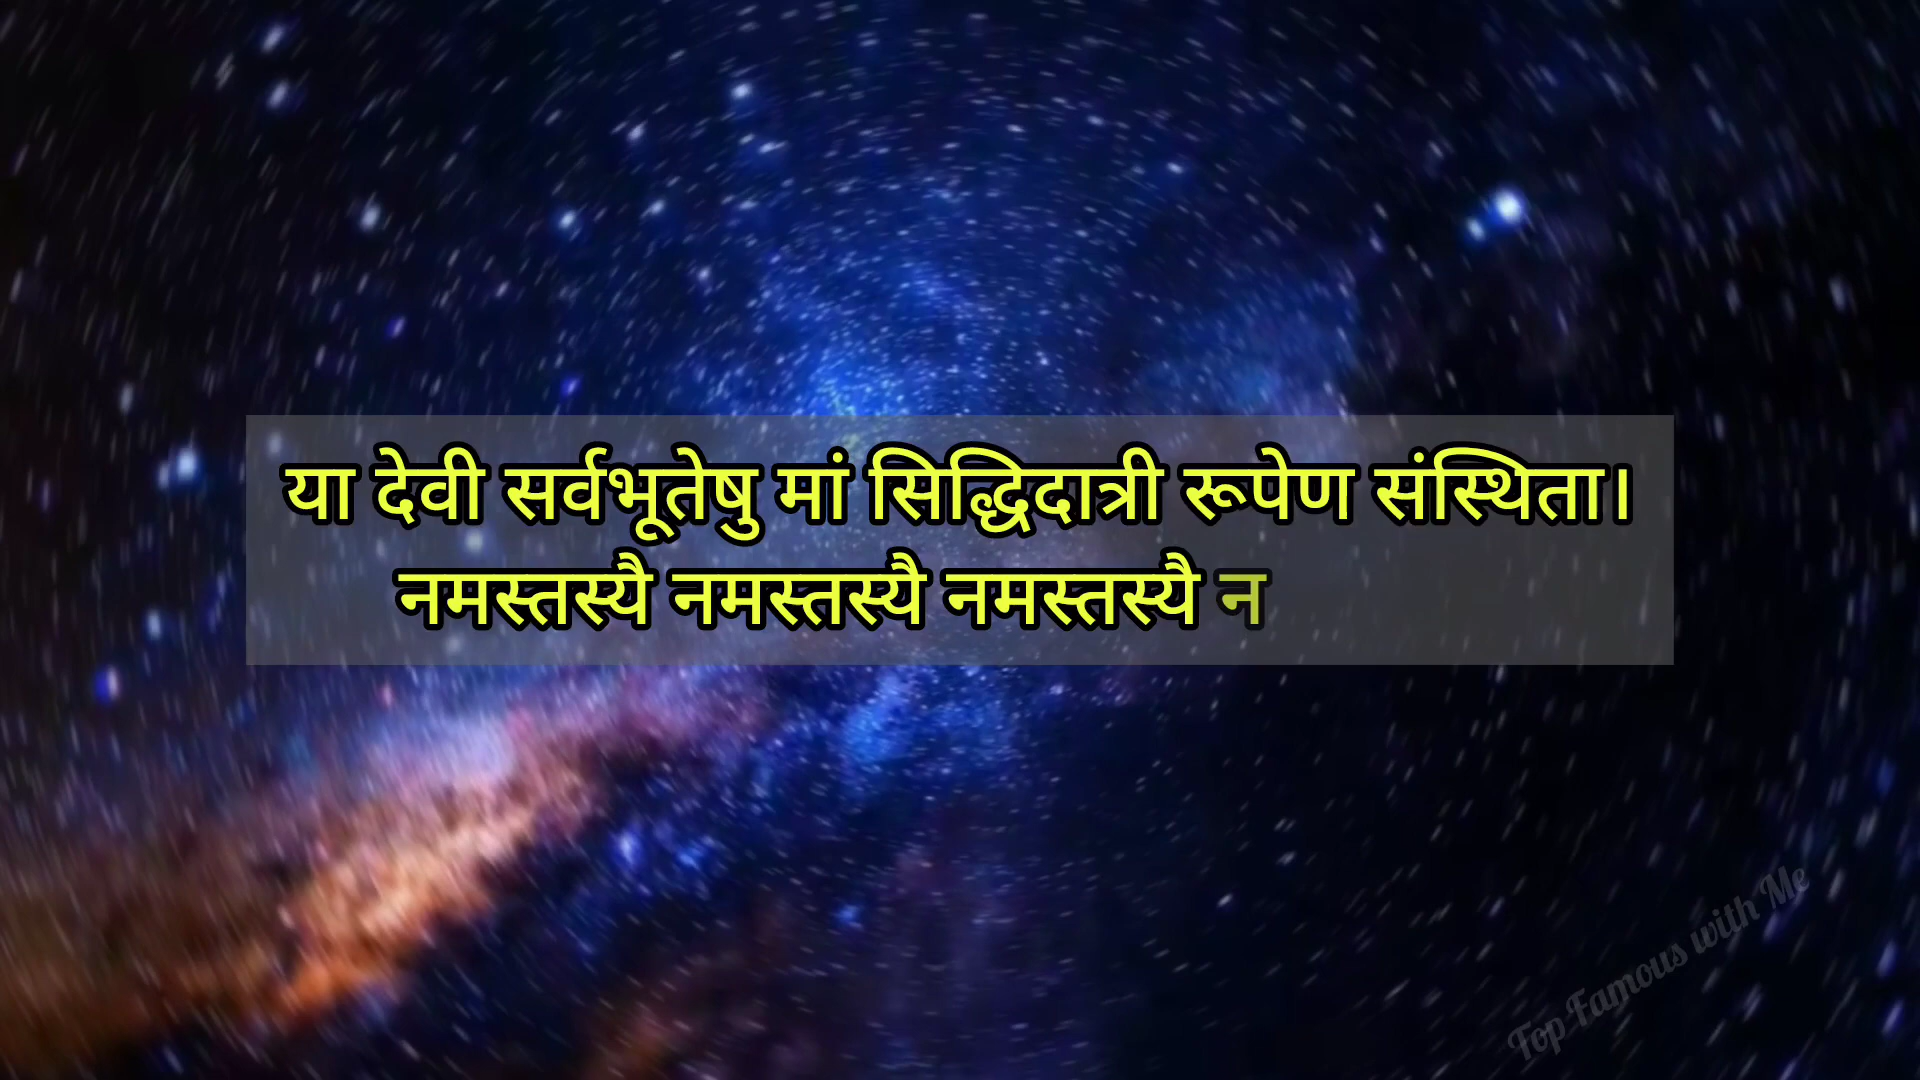 या देवी सर्वभूतेषु मां सिद्धिदात्री रूपेण संस्थिता।
नमस्तस्यै नमस्तस्यै नमस्तस्यै न
Top Famous with Me